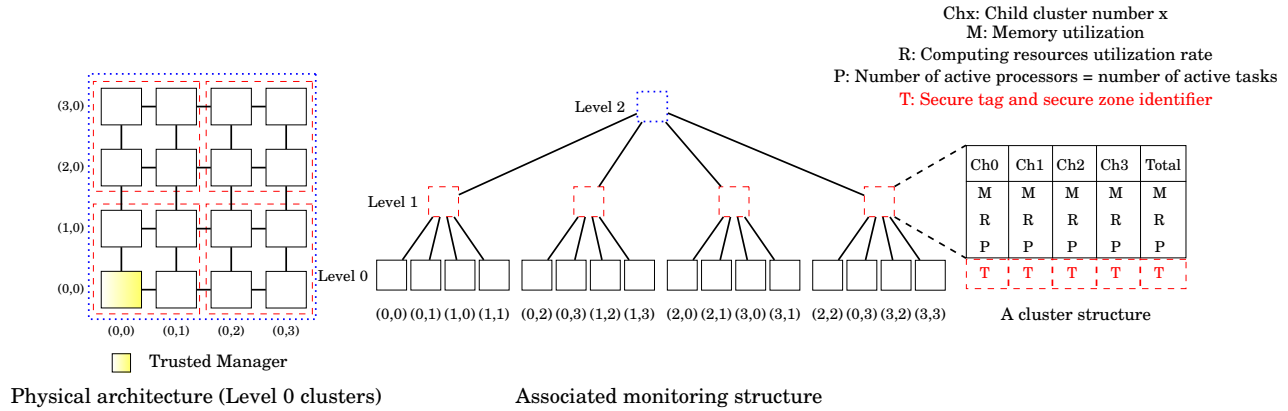 Chx: Child cluster number x
M: Memory utilization
R: Computing resources utilization rate
P: Number of active processors = number of active tasks
T: Secure tag and secure zone identifier
(3,0)
(2,0)
(1,0)
(0,0)
(0,0) (0,1) (0,2) (0,3)
Trusted Manager
Physical architecture (Level 0 clusters)
Level 2
Level 1
Level 0
(0,0) (0,1) (1,0) (1,1) (0,2) (0,3) (1,2) (1,3) (2,0) (2,1) (3,0) (3,1) (2,2) (0,3) (3,2) (3,3)
Associated monitoring structure
Ch0 Ch1 Ch2 Ch3 Total
M M M M M
R R R R R
P P P P P
T T T T T
A cluster structure